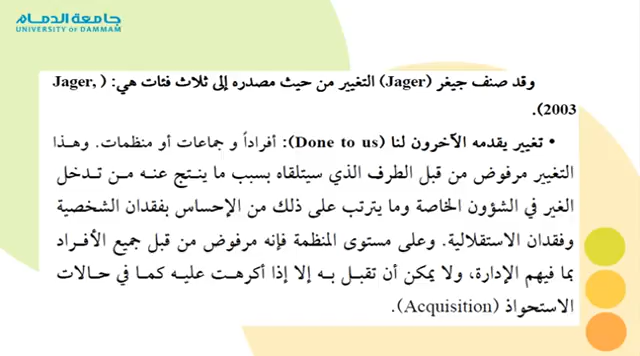 جامعة الدمام
UNIVERSITY OF DAMMAM
وقد صنف جيغر (Jager) التغيير من حيث مصدره إلى ثلاث فئات هي: (Jager,
2003).
• تغيير يقدمه الآخرون لنا (Done to us): أفراداً و جماعات أو منظمات. وهذا
التغيير مرفوض من قبل الطرف الذي سيتلقاه بسبب ما ينتج عنه من تدخل
الغير في الشؤون الخاصة وما يترتب على ذلك من الإحساس بفقدان الشخصية
وفقدان الاستقلالية. وعلى مستوى المنظمة فإنه مرفوض من قبل جميع الأفراد
بما فيهم الإدارة، ولا يمكن أن تقبل به إلا إذا أكرهت عليه كما في حالات
الاستحواذ (Acquisition).